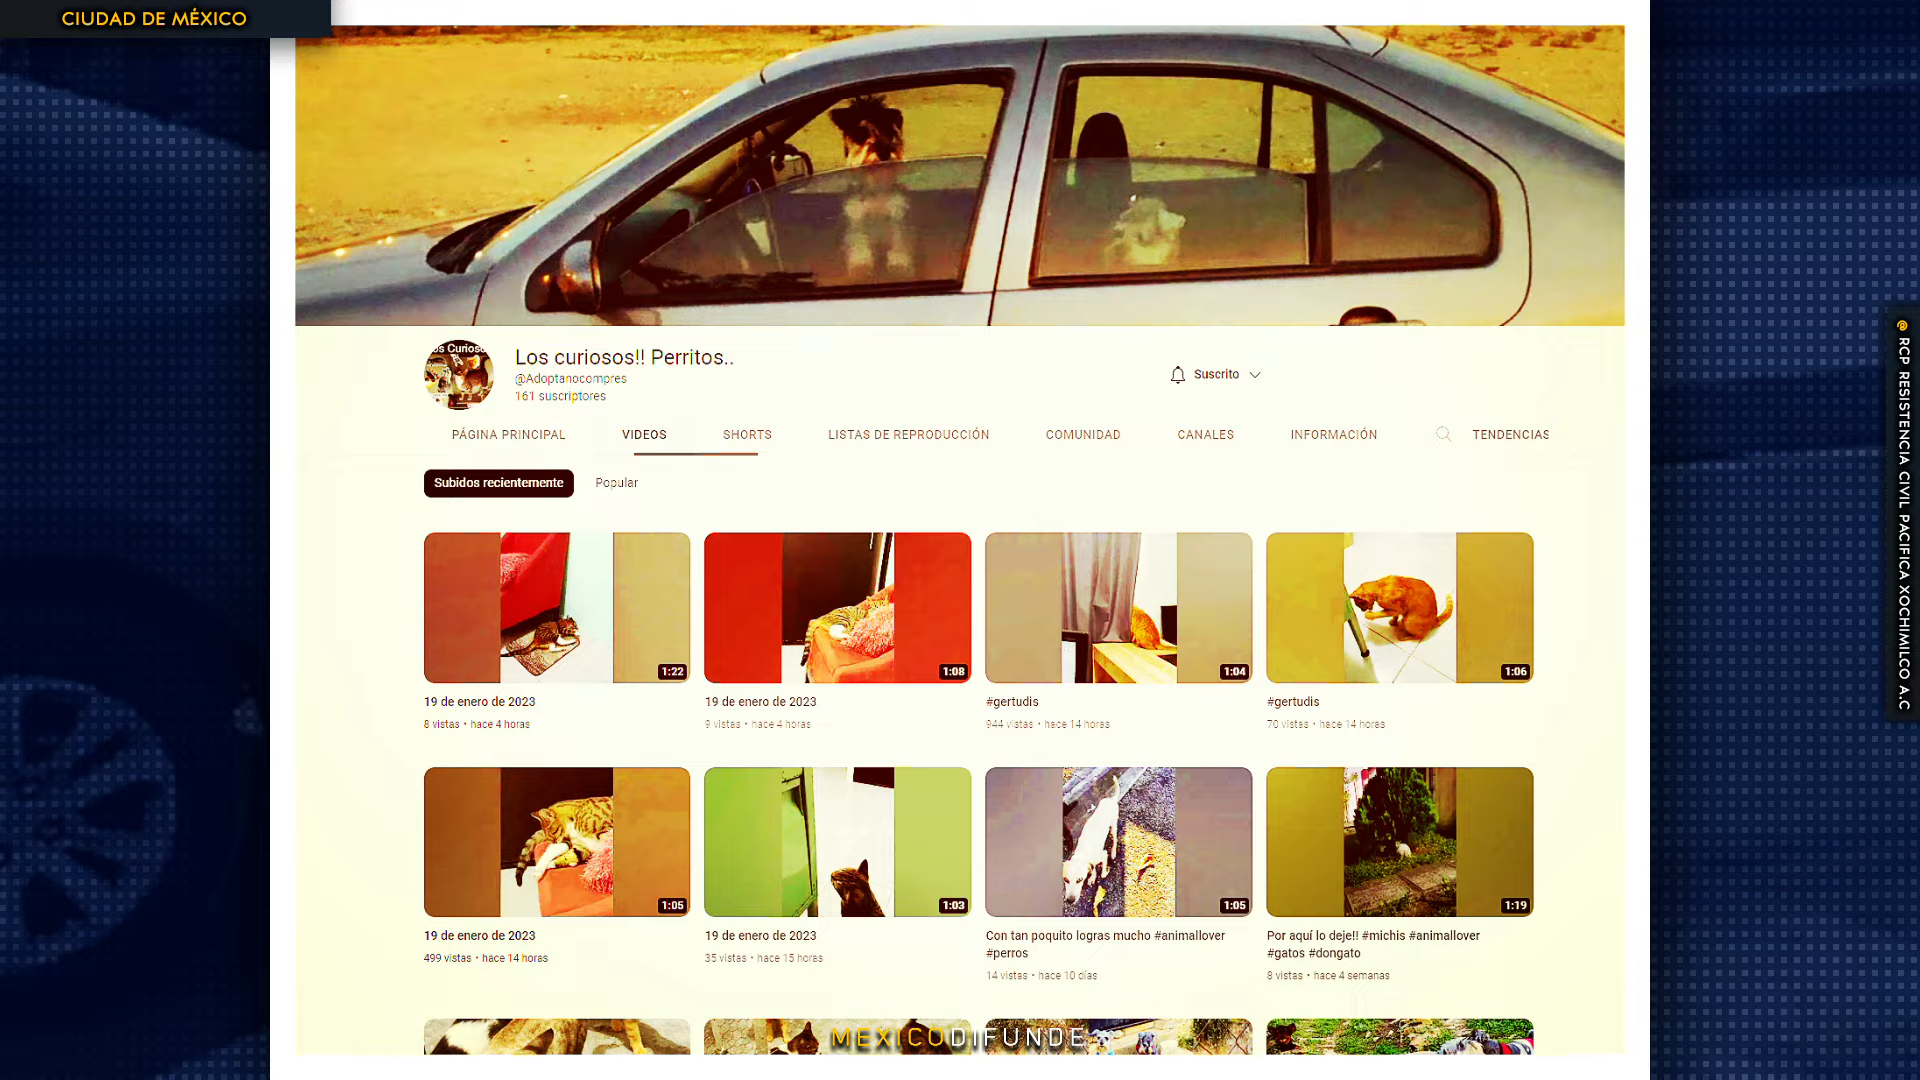 CIUDAD DE MÉXICO
Los curiosos!! Perritos..
@Adoptanocompres
161 suscriptores
Suscrito
PÁGINA PRINCIPAL VIDEOS SHORTS LISTAS DE REPRODUCCIÓN COMUNIDAD CANALES INFORMACIÓN TENDENCIAS
Subidos recientemente Popular
1:22 1:08 1:04 1:06
19 de enero de 2023
8 vistas • hace 4 horas
19 de enero de 2023
9 vistas • hace 4 horas
#gertudis
944 vistas • hace 14 horas
#gertudis
70 vistas • hace 14 horas
1:05 1:03 1:05 1:19
19 de enero de 2023
499 vistas • hace 14 horas
19 de enero de 2023
35 vistas • hace 15 horas
Con tan poquito logras mucho #animallover
#perros
14 vistas • hace 10 días
Por aquí lo deje!! #michis #animallover
#gatos #dongato
8 vistas • hace 4 semanas
MEXICODIFUNDE
@ RCP RESISTENCIA CIVIL PACIFICA XOCHIMILCO A.C